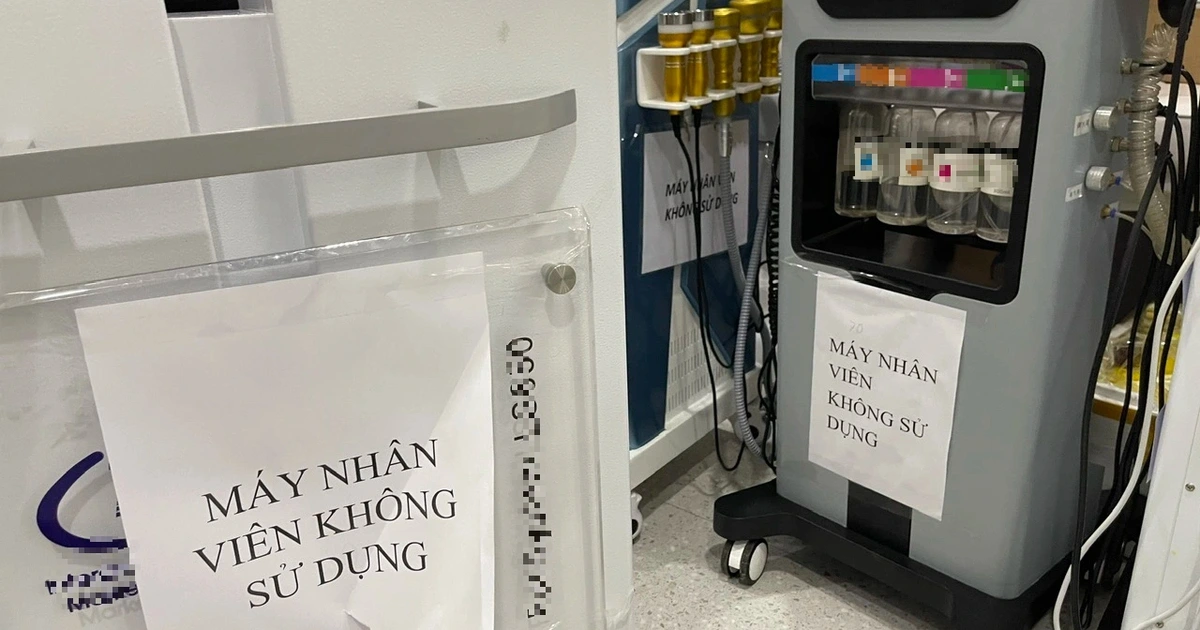 MÁY NHÂN
VIÊN KHÔNG
SỬ DỤNG
MÁY NHÂN VIÊN
KHÔNG SỬ DỤNG
MÁY NHÂN
VIÊN
KHÔNG SỬ
DỤNG